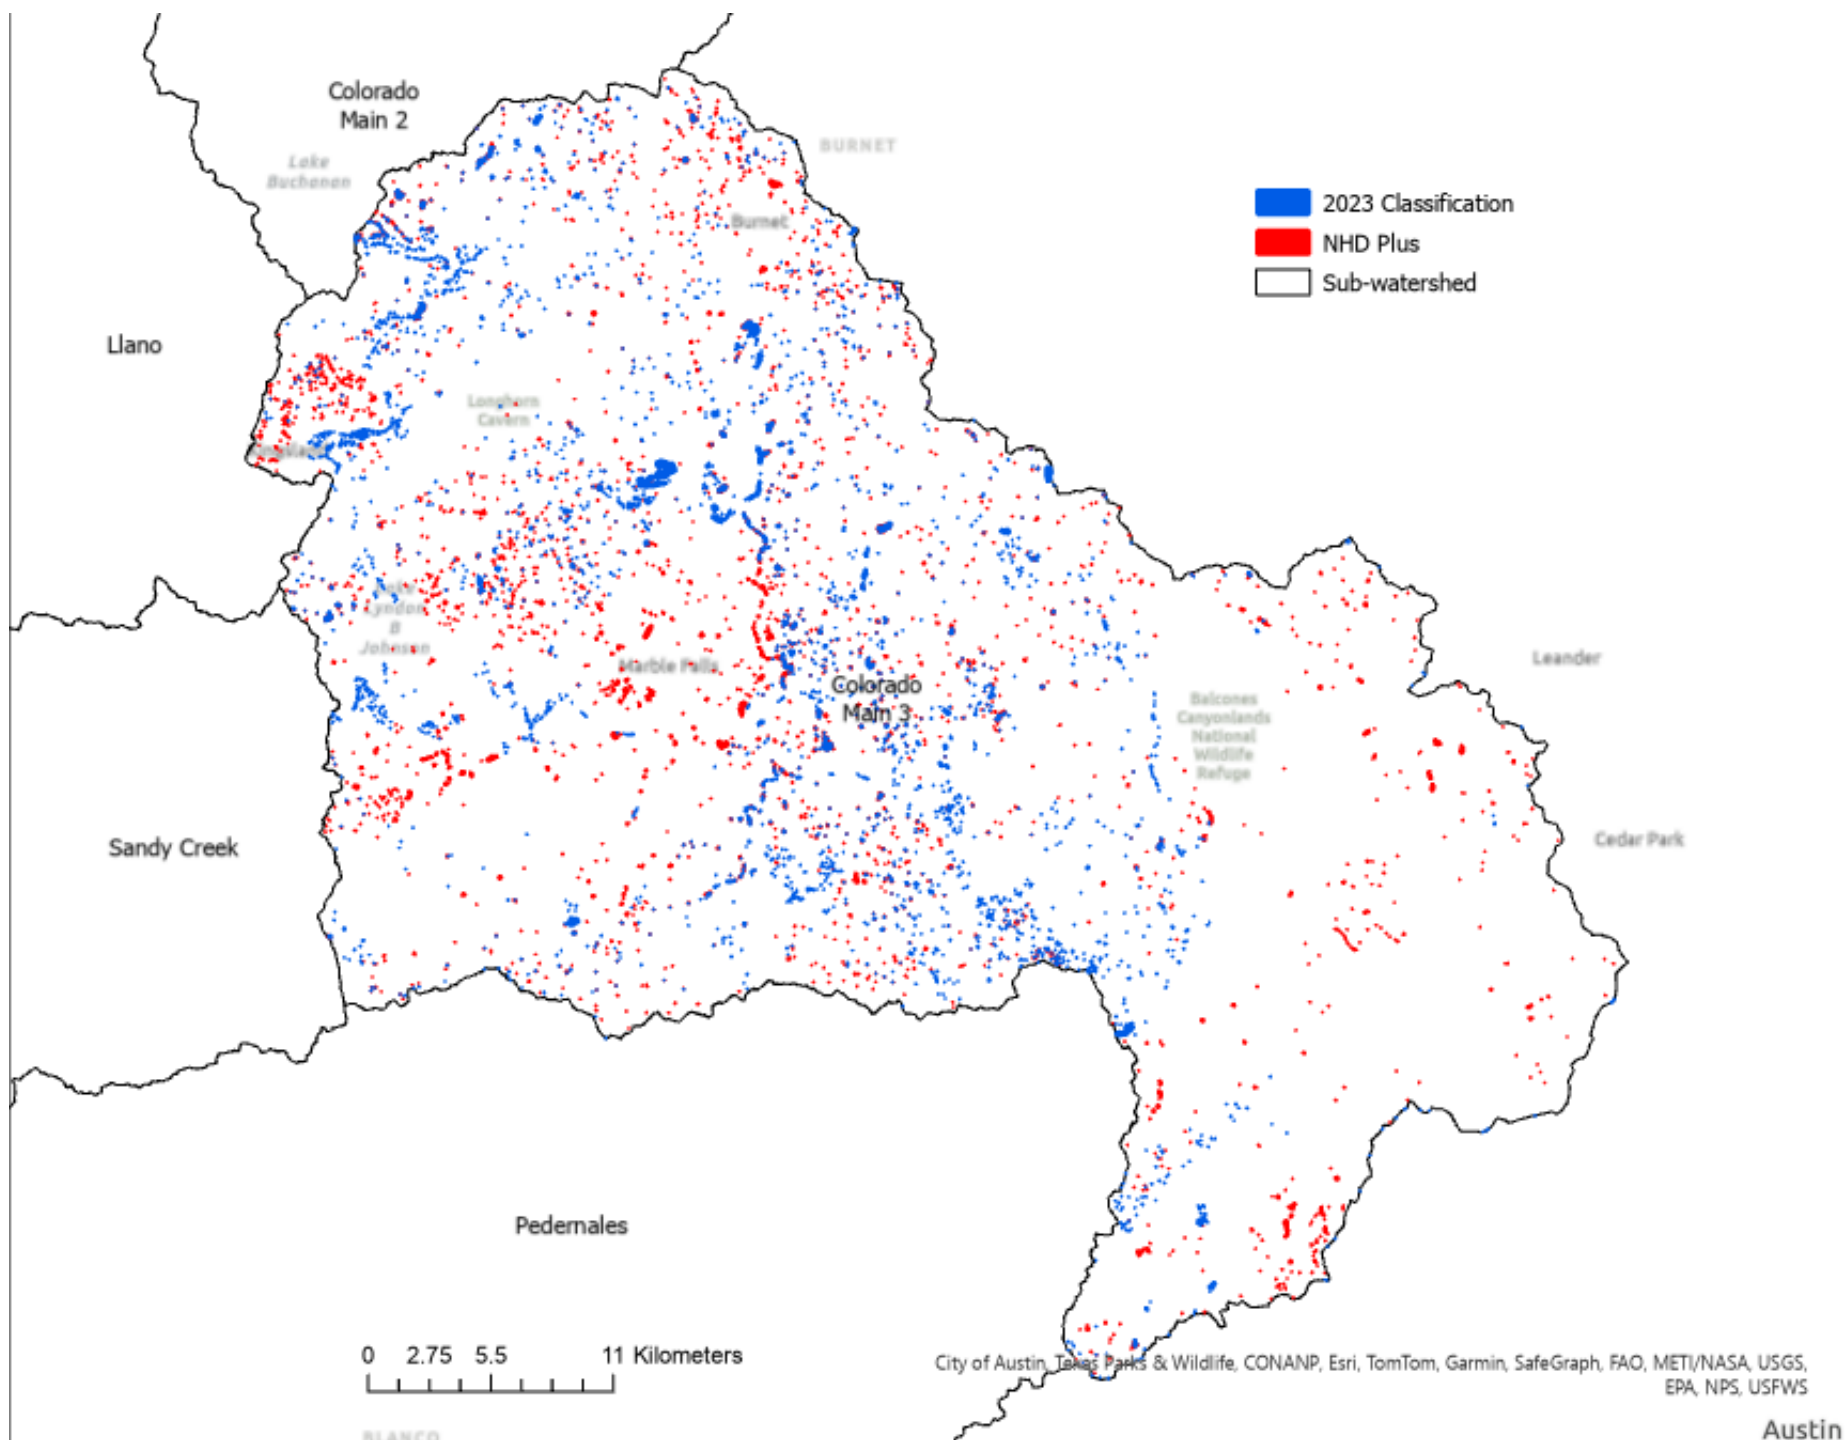 Colorado
Main 2
Lake
Buchanan
BURNET
Burnet
2023 Classification
NHD Plus
Sub-watershed
Llano
Longhorn
Cavern
Kingsland
Lake
Lyndon
B
Johnson
Marble Falls
Colorado
Main 3
Leander
Balcones
Canyonlands
National
Wildlife
Refuge
Sandy Creek
Cedar Park
Pedernales
0 2.75 5.5 11 Kilometers
City of Austin, Texas Parks & Wildlife, CONANP, Esri, TomTom, Garmin, SafeGraph, FAO, METI/NASA, USGS,
EPA, NPS, USFWS
BLANCO
Austin